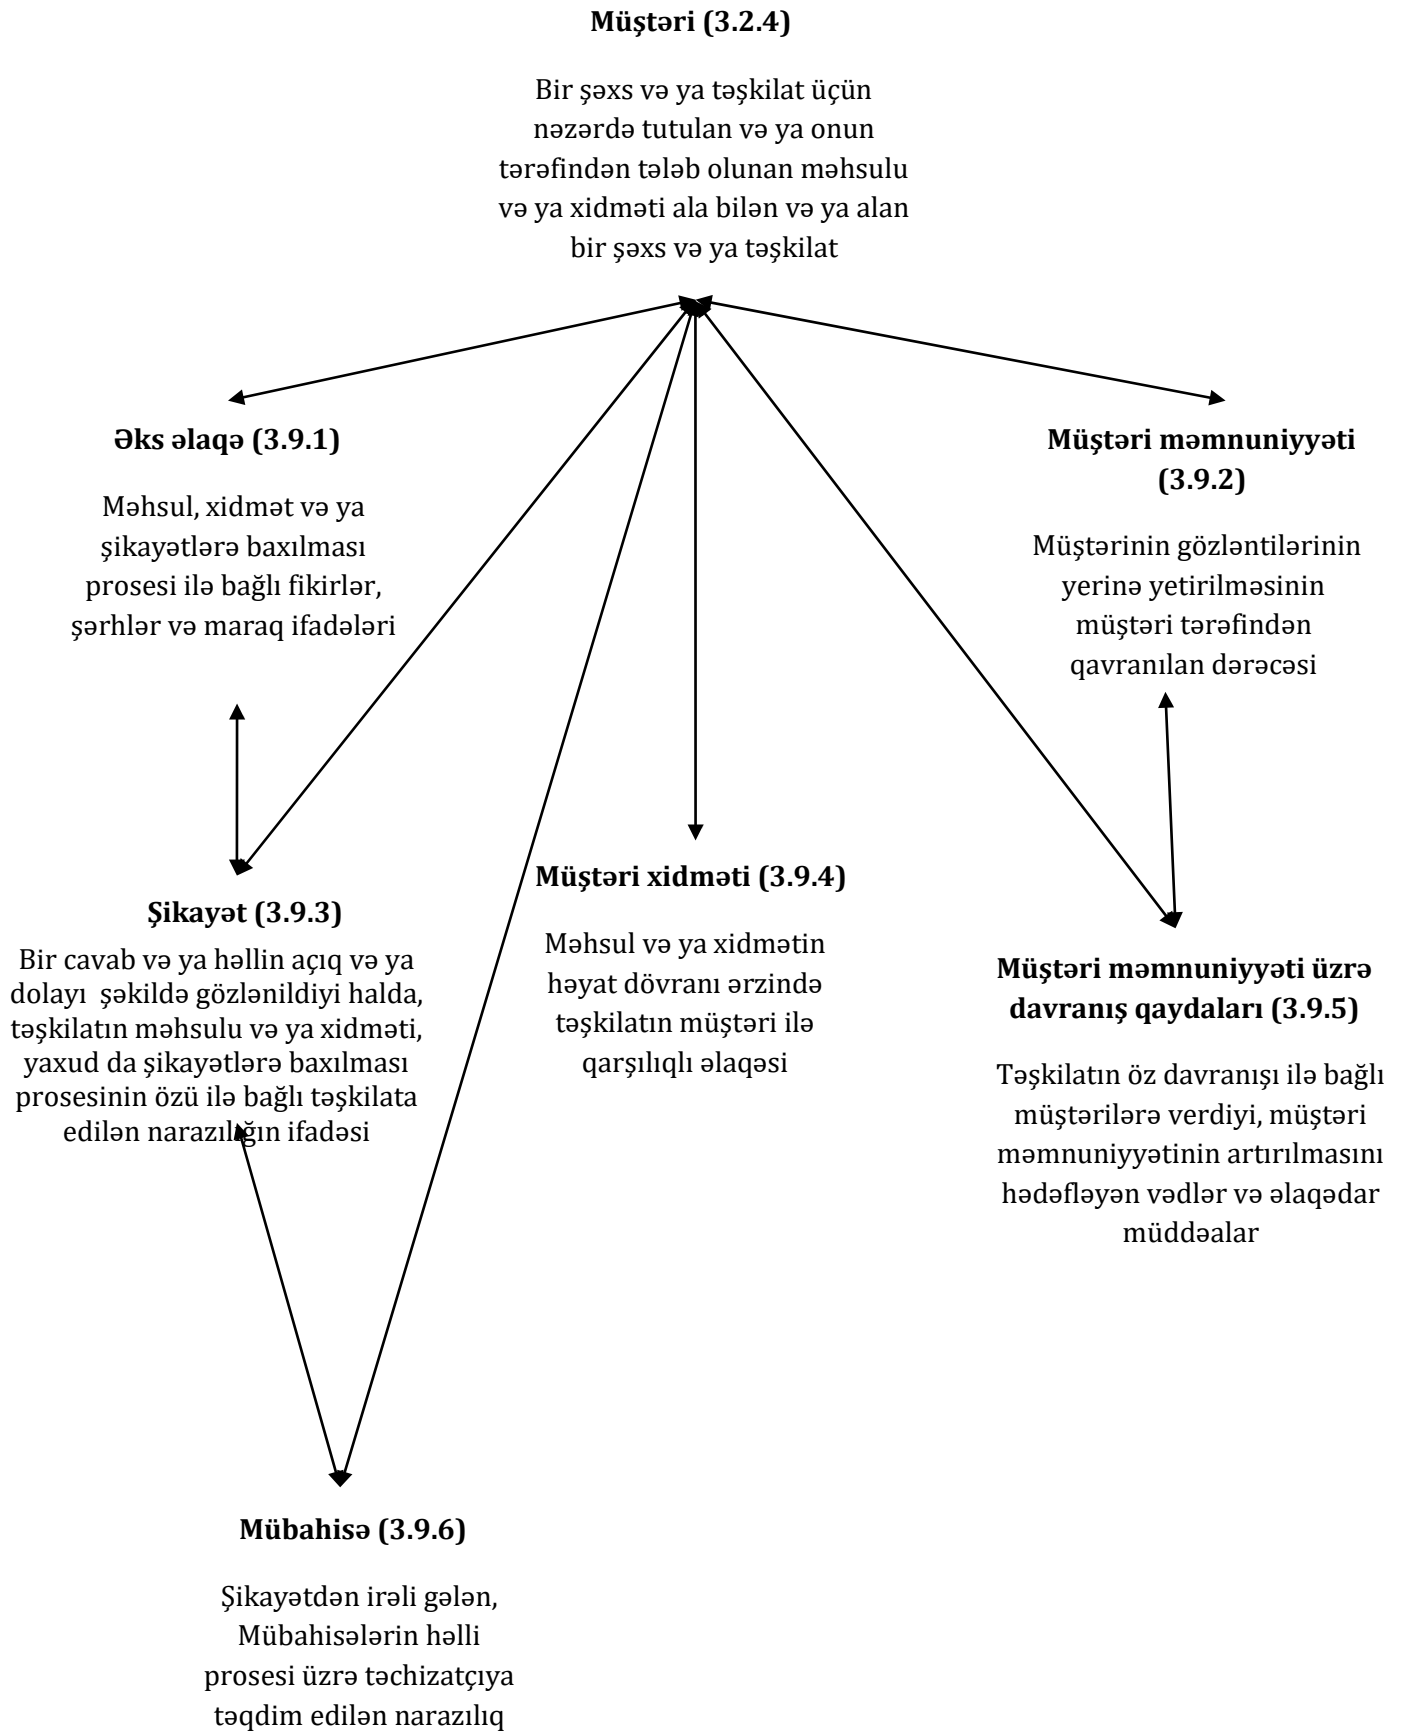 Müştəri (3.2.4)
Bir şəxs və ya təşkilat üçün
nəzərdə tutulan və ya onun
tərəfindən tələb olunan məhsulu
və ya xidməti ala bilən və ya alan
bir şəxs və ya təşkilat
Əks əlaqə (3.9.1)
Məhsul, xidmət və ya
şikayətlərə baxılması
prosesi ilə bağlı fikirlər,
şərhlər və maraq ifadələri
Müştəri məmnuniyyəti
(3.9.2)
Müştərinin gözləntilərinin
yerinə yetirilməsinin
müştəri tərəfindən
qavranılan dərəcəsi
Şikayət (3.9.3)
Bir cavab və ya həllin açıq və ya
dolayı şəkildə gözlənildiyi halda,
təşkilatın məhsulu və ya xidməti,
yaxud da şikayətlərə baxılması
prosesinin özü ilə bağlı təşkilata
edilən narazılığın ifadəsi
Müştəri xidməti (3.9.4)
Məhsul və ya xidmətin
həyat dövranı ərzində
təşkilatın müştəri ilə
qarşılıqlı əlaqəsi
Müştəri məmnuniyyəti üzrə
davranış qaydaları (3.9.5)
Təşkilatın öz davranışı ilə bağlı
müştərilərə verdiyi, müştəri
məmnuniyyətinin artırılmasını
hədəfləyən vədlər və əlaqədar
müddəalar
Mübahisə (3.9.6)
Şikayətdən irəli gələn,
Mübahisələrin həlli
prosesi üzrə təchizatçıya
təqdim edilən narazılıq